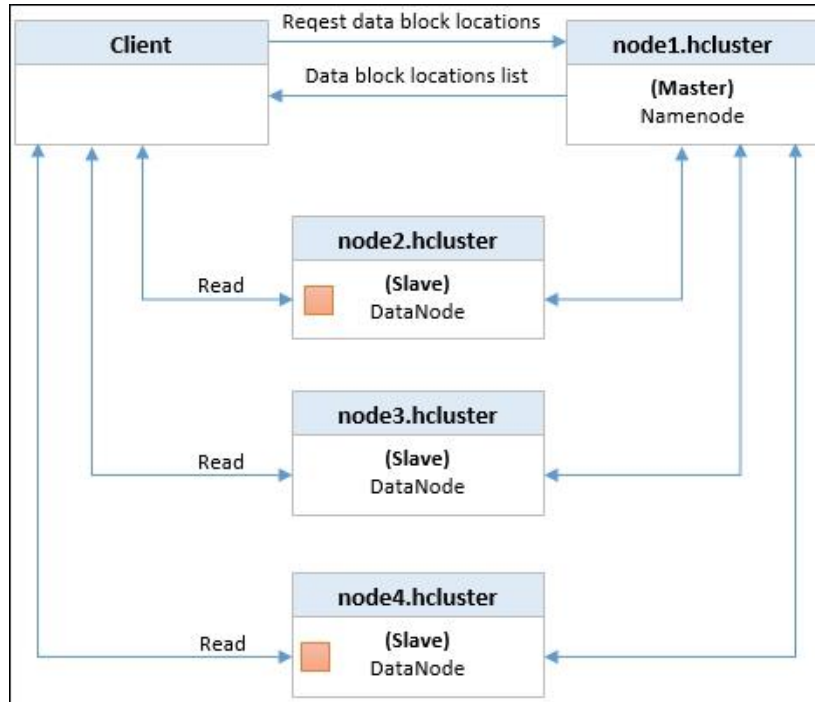 Reqest data block locations
Client
node1.hcluster
Data block locations list
(Master)
Namenode
node2.hcluster
Read
(Slave)
DataNode
node3.hcluster
Read
(Slave)
DataNode
node4.hcluster
Read
(Slave)
DataNode